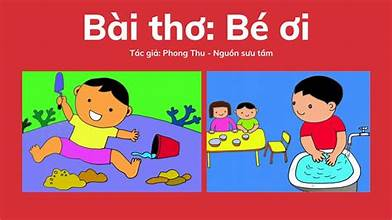 Bài thơ: Bé ơi
Tác giả: Phong Thu - Nguồn sưu tầm